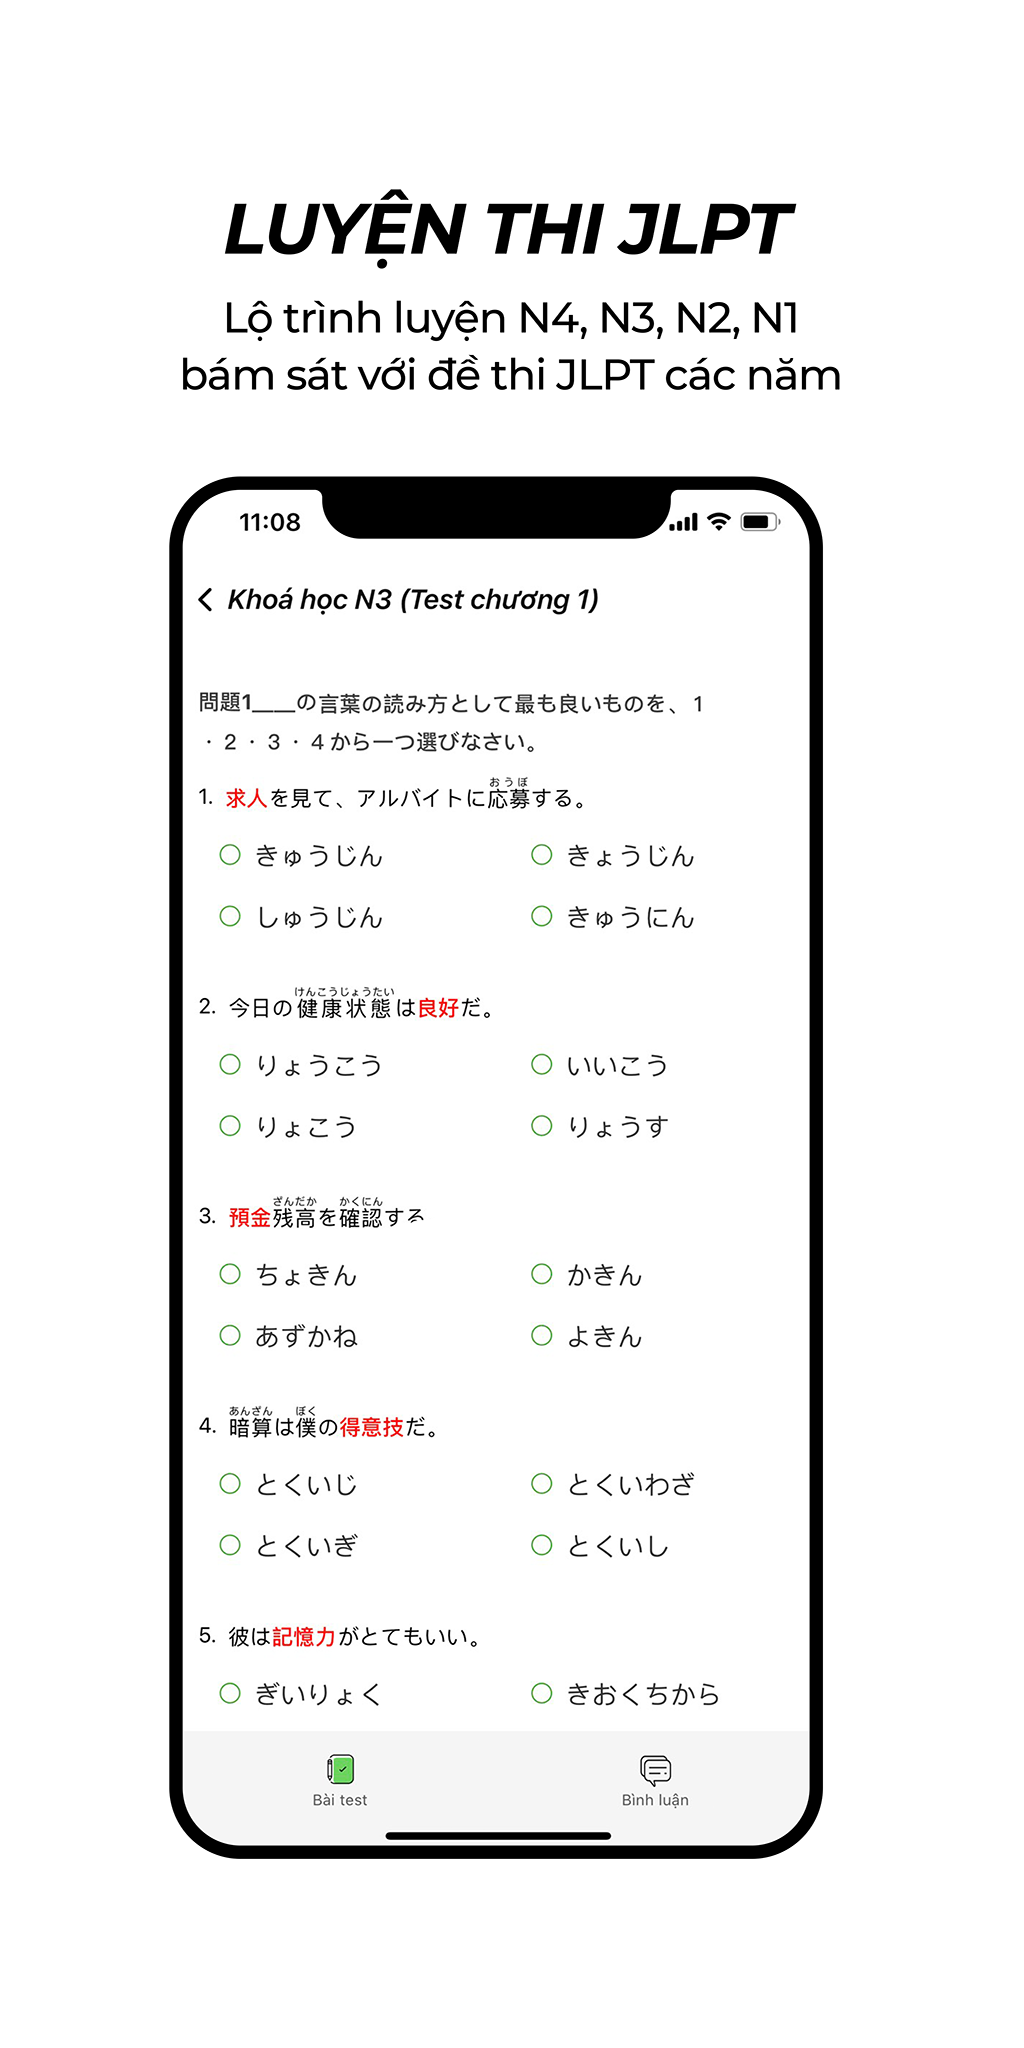 LUYỆN THI JLPT
Lộ trình luyện N4, N3, N2, N1
bám sát với đề thi JLPT các năm
11:08
Khoá học N3 (Test chương 1)
問題1____の言葉の読み方として最も良いものを、1
・2・3・4から一つ選びなさい。
おうぼ
1. 求人を見て、アルバイトに応募する。
きゅうじん きょうじん
しゅうじん きゅうにん
けんこうじょうたい
2. 今日の健康状態は良好だ。
りょうこう いいこう
りょこう りょうす
ざんだか かくにん
3. 預金残高を確認する
ちょきん かきん
あずかね よきん
あんざん ぼく
4. 暗算は僕の得意技だ。
とくいじ とくいわざ
とくいぎ とくいし
5. 彼は記憶力がとてもいい。
ぎいりょく きおくちから
Bài test Bình luận